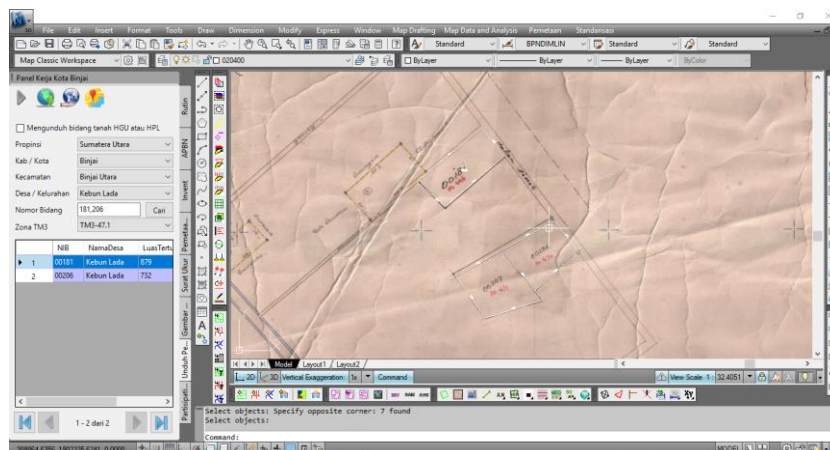 File Edit Insert Format Tools Draw Dimension Modify Express Window Map Drafting Map Data and Analysis Pemetaan Standarisasi
Standard BPNDIMLIN Standard Standard
Map Classic Workspace 020400 ByLayer ByLayer ByLayer ByColor
Panel Kerja Kota Binjai
Mengunduh bidang tanah HGU atau HPL
Propinsi Sumatera Utara
Kab / Kota Binjai
Kecamatan Binjai Utara
Desa / Kelurahan Kebun Lada
Nomor Bidang 181,206 Cari
Zona TM3 TM3-47.1
NIB NamaDesa LuasTertu
1 00181 Kebun Lada 879
2 00206 Kebun Lada 732
1 - 2 dari 2
Rutin
APBN
Invent
Pemetaa...
Surat Ukur
Gambar ...
Unduh Pe...
Partisipati...
00181
Model Layout1 Layout2
2D 3D Vertical Exaggeration: 1x Command View Scale 1 : 32.4051
Select objects: Specify opposite corner: 7 found
Select objects:
Command:
MODEL